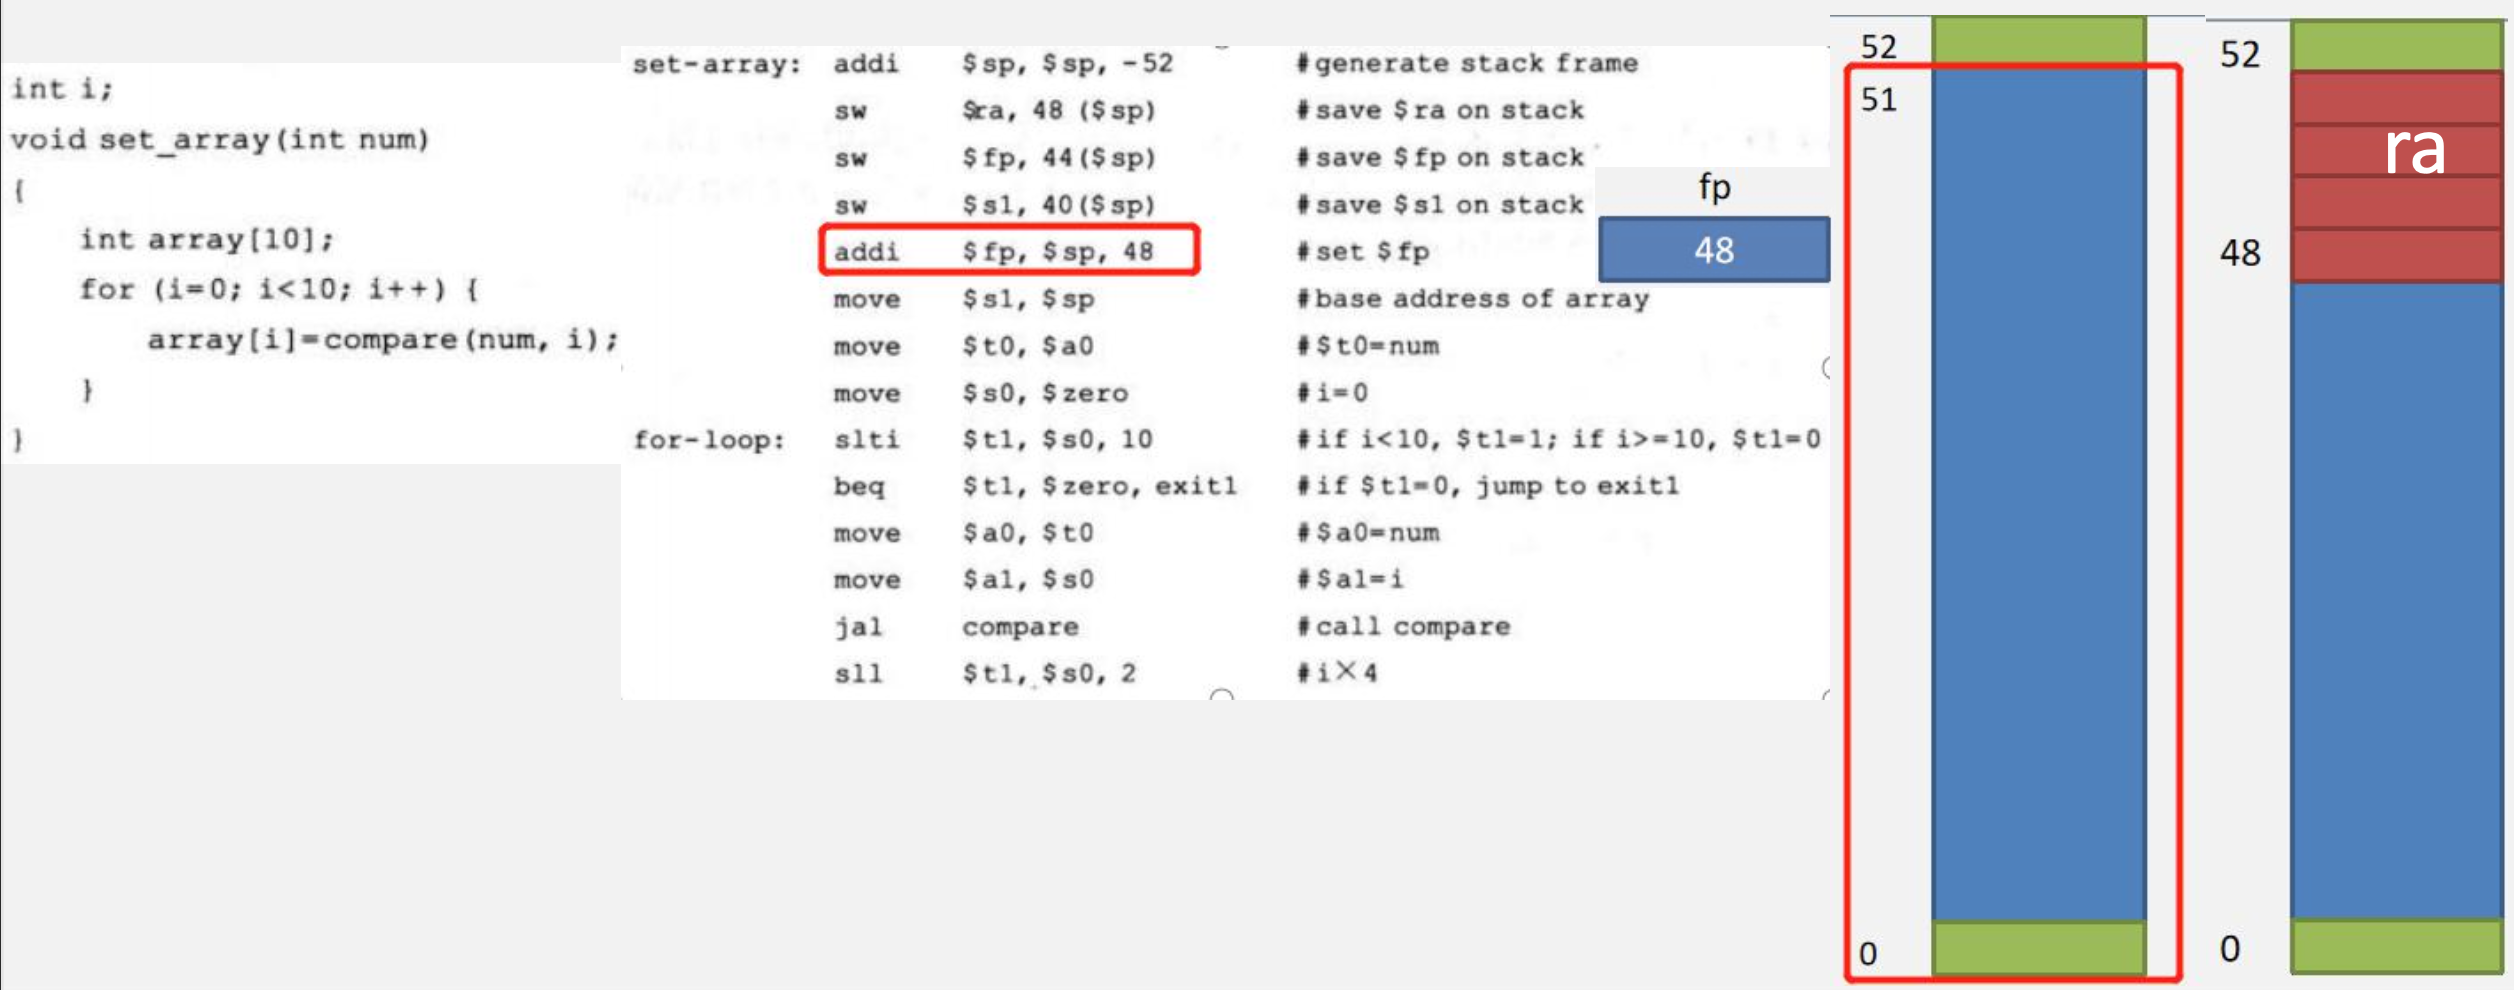 int i;
void set_array(int num)
{
int array[10];
for (i=0; i<10; i++) {
array[i]=compare(num, i);
}
}
set-array: addi $sp, $sp, -52 #generate stack frame
sw $ra, 48 ($sp) #save $ra on stack
sw $fp, 44($sp) #save $fp on stack
sw $s1, 40($sp) #save $s1 on stack
addi $fp, $sp, 48 #set $fp
move $s1, $sp #base address of array
move $t0, $a0 #$t0=num
move $s0, $zero #i=0
for-loop: slti $t1, $s0, 10 #if i<10, $t1=1; if i>=10, $t1=0
beq $t1, $zero, exit1 #if $t1=0, jump to exit1
move $a0, $t0 #$a0=num
move $a1, $s0 #$a1=i
jal compare #call compare
sll $t1, $s0, 2 #i×4
fp
48
52
51
0
52
ra
48
0